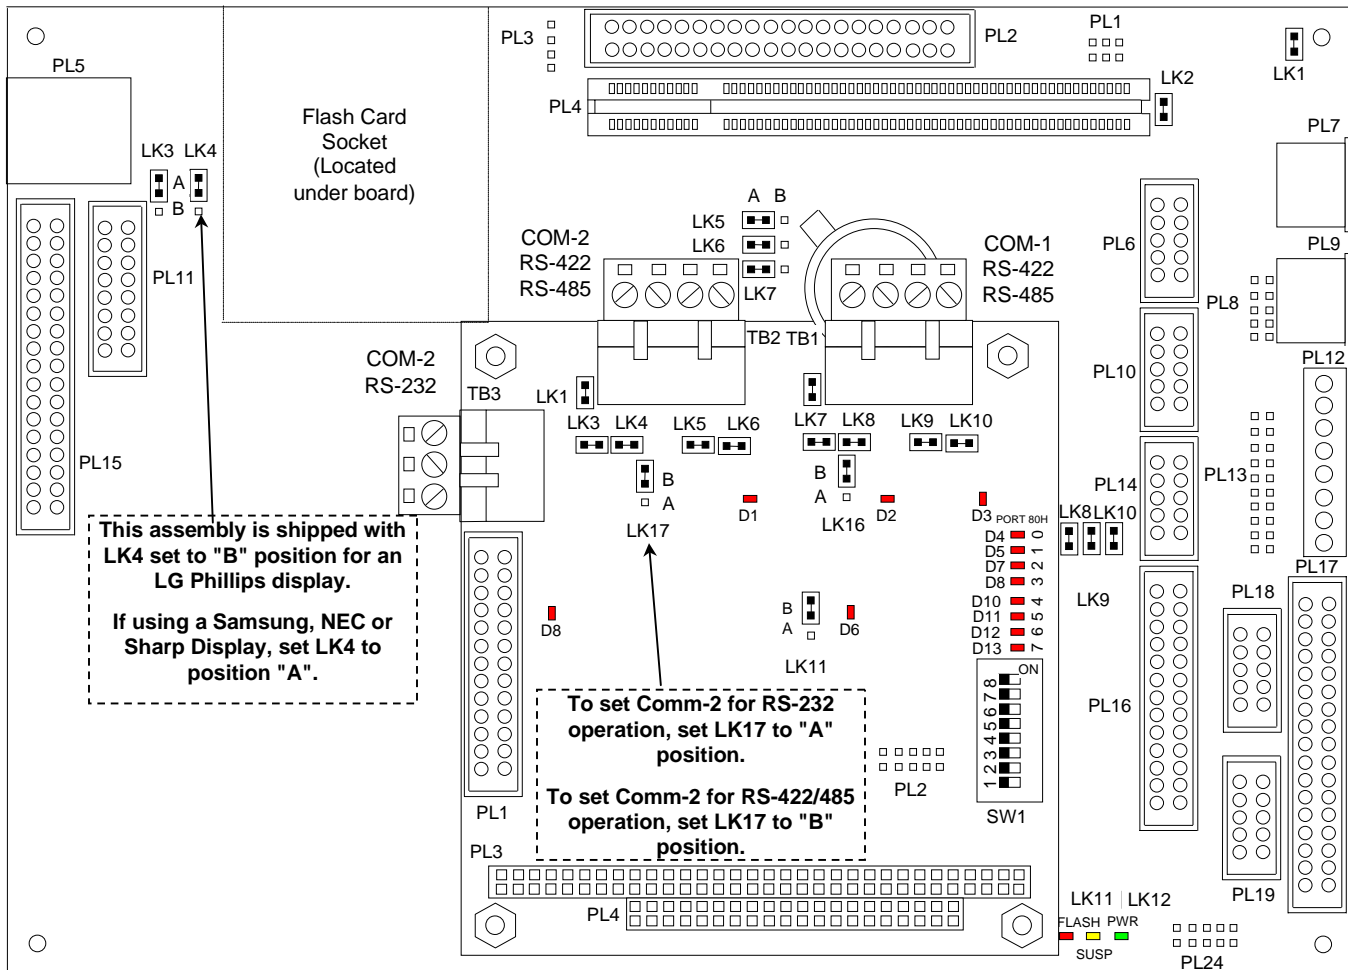 PL3
PL2
PL1
LK1
PL5
LK2
PL4
Flash Card
Socket
(Located
under board)
PL7
LK3 LK4
A
B
A B
LK5
LK6
LK7
COM-2
RS-422
RS-485
COM-1
RS-422
RS-485
PL6
PL9
PL11
PL8
TB2 TB1
COM-2
RS-232
TB3
PL10
PL12
LK1
LK3 LK4 LK5 LK6 LK7 LK8 LK9 LK10
PL15
B
A
LK17
B
A
LK16
D1
D2
D3
PL14
PL13
LK8 LK10
LK9
PORT 80H
D4 0
D5 1
D7 2
D8 3
D10 4
D11 5
D12 6
D13 7
This assembly is shipped with
LK4 set to "B" position for an
LG Phillips display.
If using a Samsung, NEC or
Sharp Display, set LK4 to
position "A".
PL17
PL18
D8
B
A
LK11
D6
ON
1 2 3 4 5 6 7 8
SW1
PL16
To set Comm-2 for RS-232
operation, set LK17 to "A"
position.
To set Comm-2 for RS-422/485
operation, set LK17 to "B"
position.
PL2
PL1
PL3
PL4
PL19
LK11 LK12
FLASH PWR
SUSP
PL24